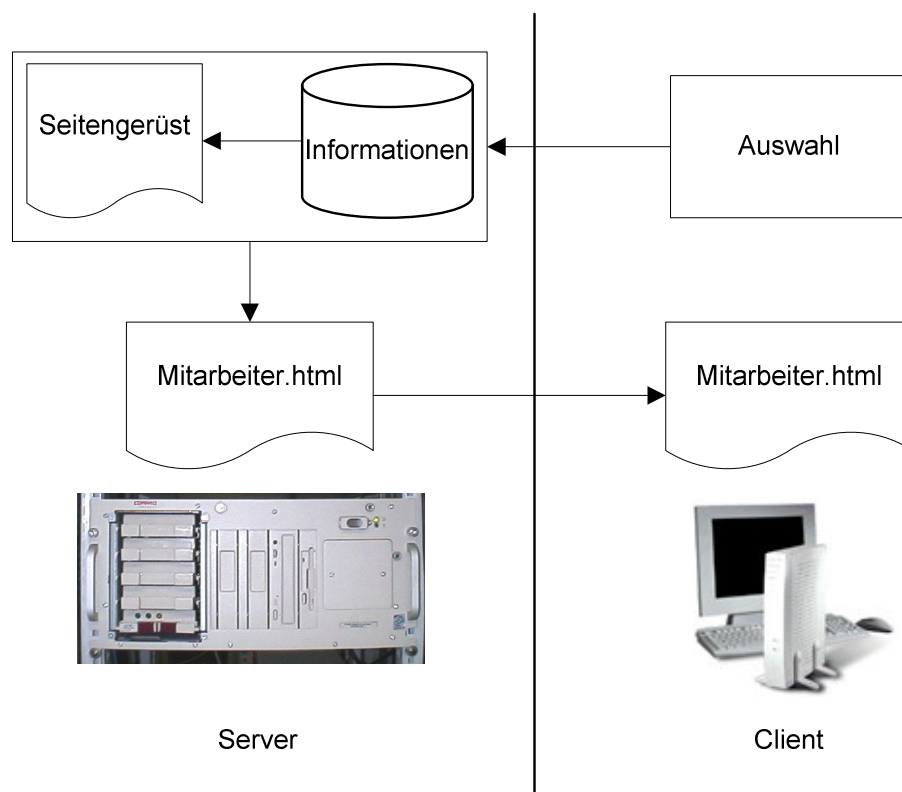 Seitengerüst
Informationen
Auswahl
Mitarbeiter.html
Mitarbeiter.html
Server
Client